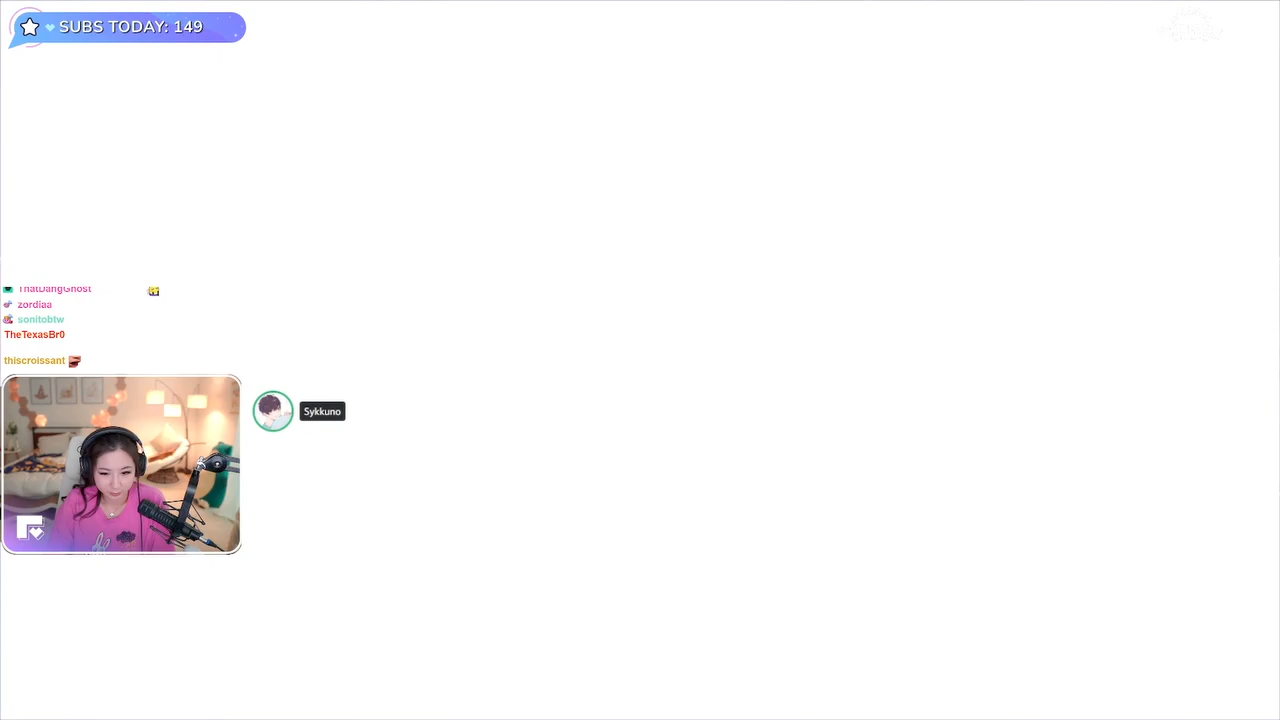 SUBS TODAY: 149
ThatDangGhost
zordiaa
sonitobtw
TheTexasBr0
thiscroissant
Sykkuno